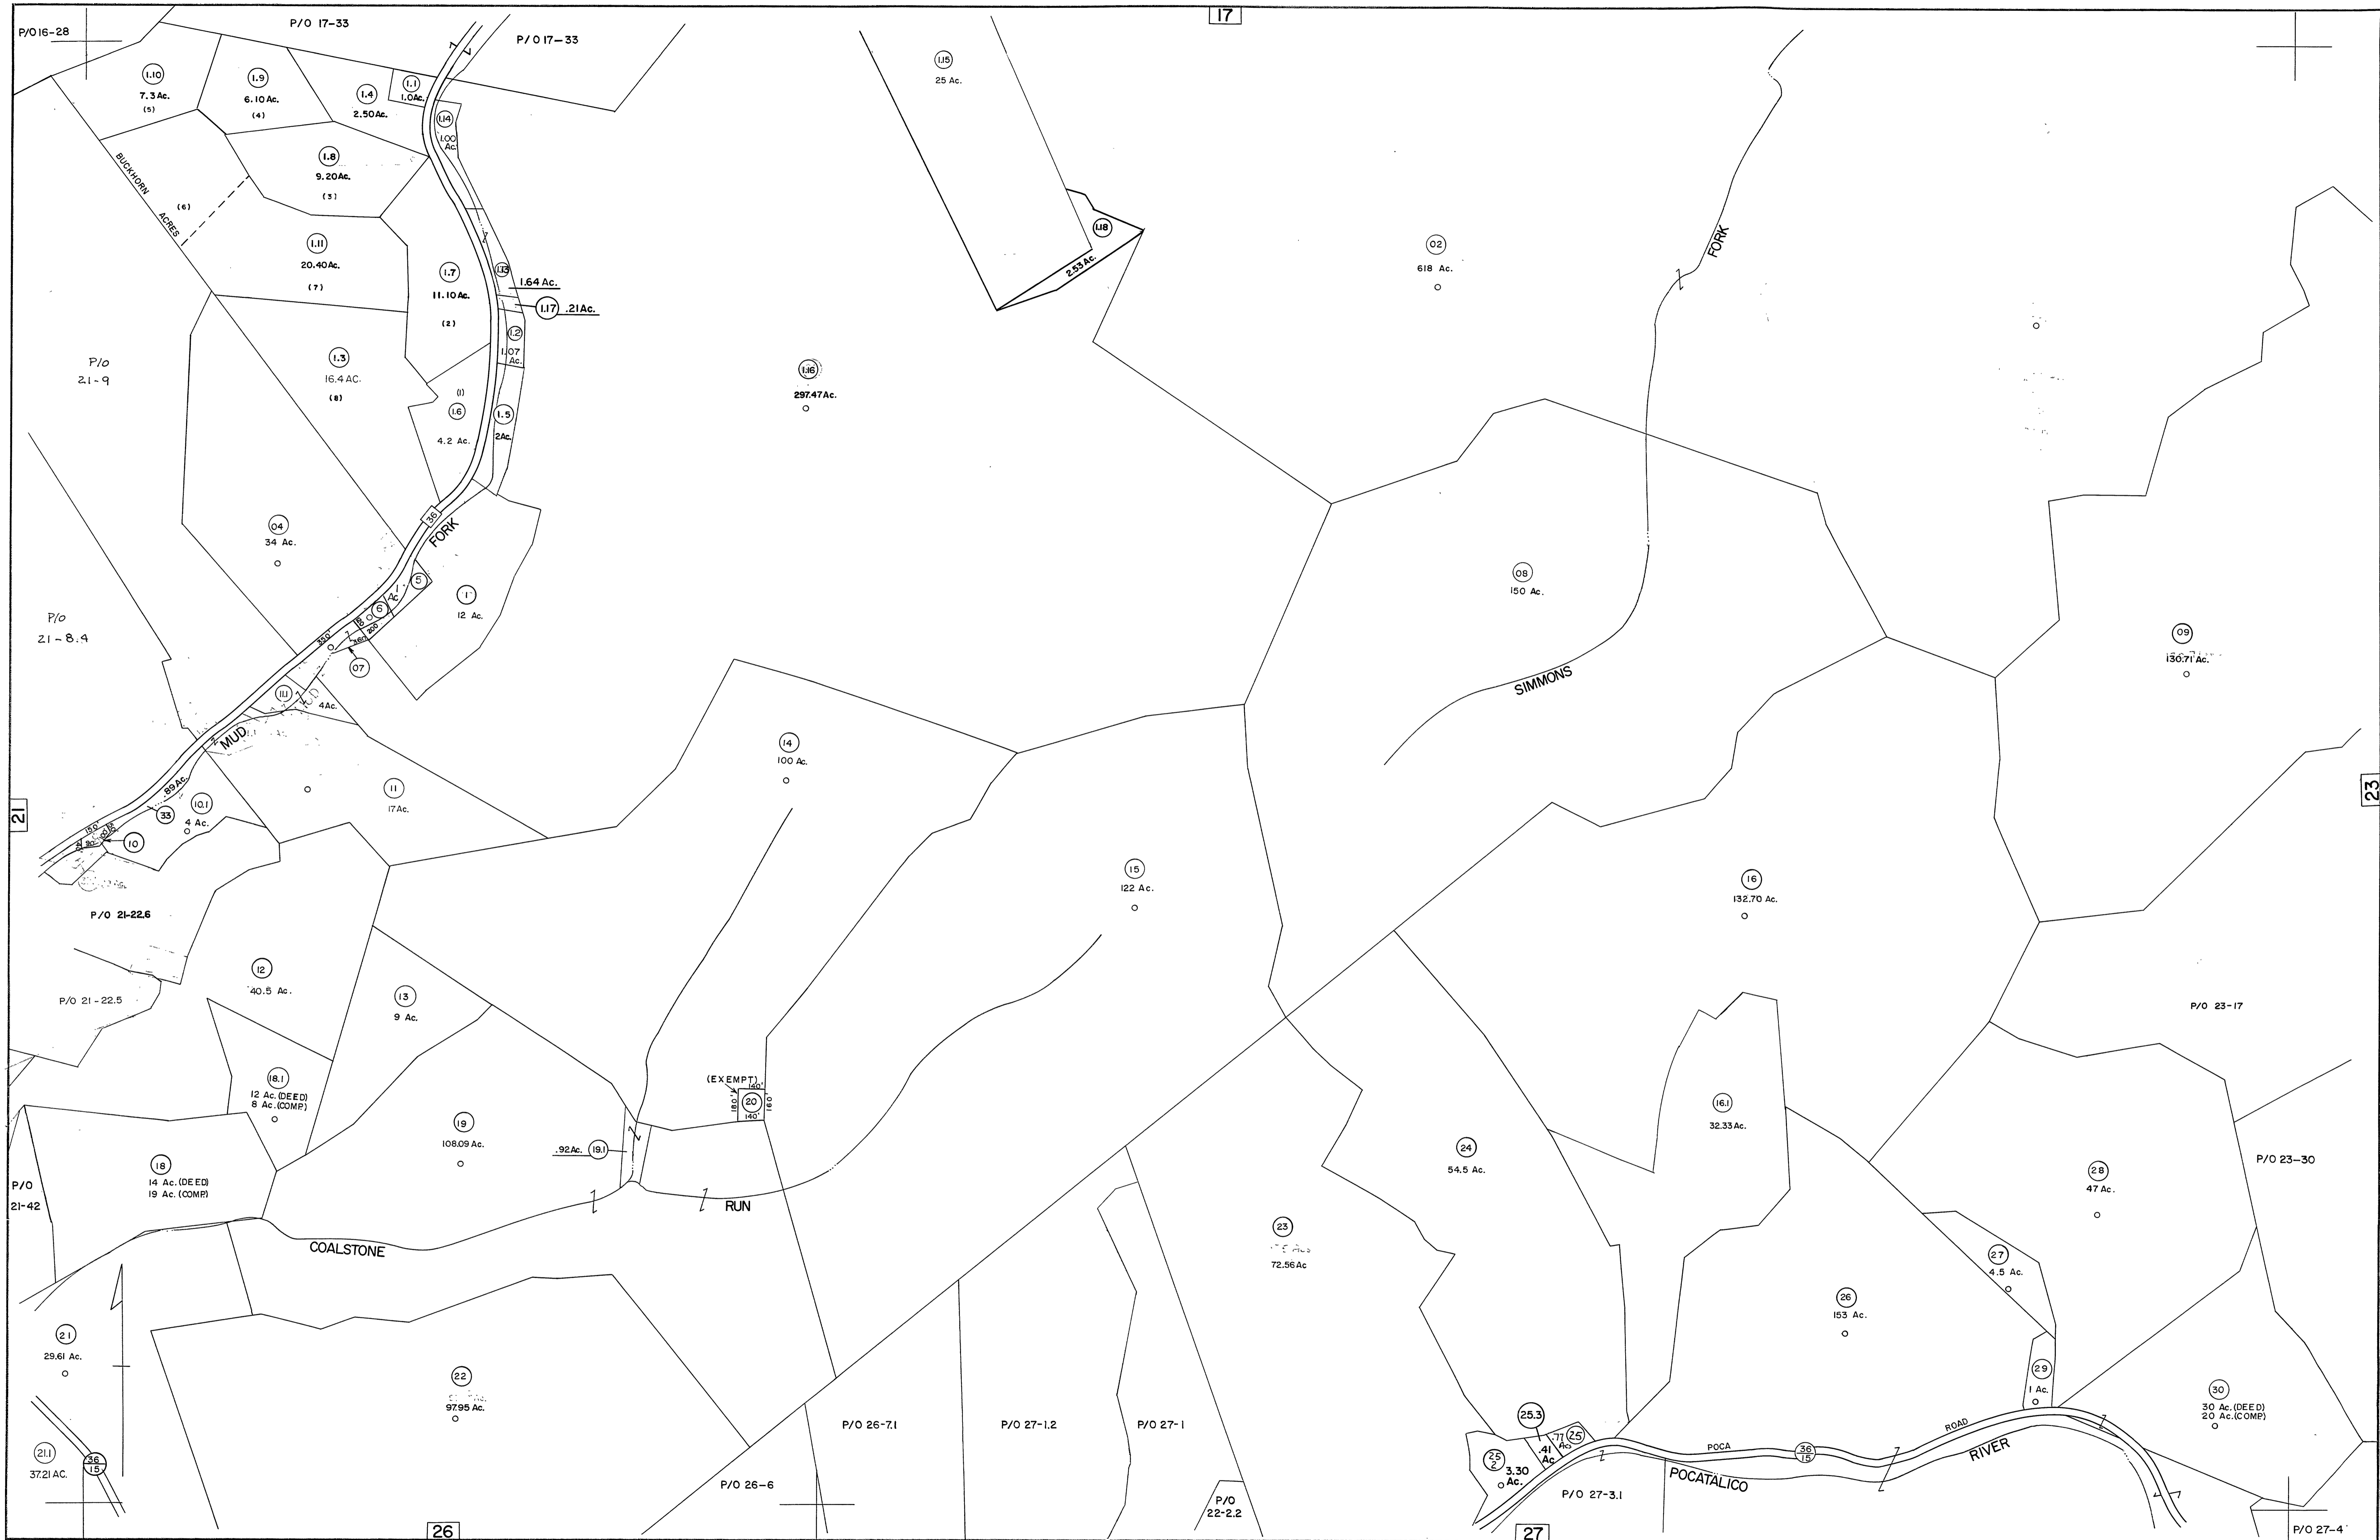 17
P/O16-28
P/O 17-33
P/O 17-33
1.10
7.3 Ac.
(5)
1.9
6.10 Ac.
(4)
1.4
2.50 Ac.
1.1
1.0Ac.
1.14
1.00
Ac.
1.15
25 Ac.
BUCKHORN
ACRES
(6)
1.8
9.20 Ac.
(3)
1.11
20.40 Ac.
(7)
1.7
11.10 Ac.
(2)
1.13
1.64 Ac.
1.17
.21 Ac.
1.2
1.07
Ac.
1.18
2.53 Ac.
02
618 Ac.
FORK
P/O
21-9
1.3
16.4 AC.
(8)
(1)
1.6
4.2 Ac.
1.5
2Ac.
1.16
297.47 Ac.
36
FORK
04
34 Ac.
5
1
Ac.
6
1
12 Ac.
200'
360'
350'
07
P/O
21-8.4
08
150 Ac.
SIMMONS
09
130.71 Ac.
11.1
4Ac.
MUD
14
100 Ac.
11
17 Ac.
21
23
.89 Ac.
33
10.1
4 Ac.
150'
90'
10
P/O 21-22.6
15
122 Ac.
16
132.70 Ac.
12
40.5 Ac.
13
9 Ac.
P/O 21-22.5
P/O 23-17
18.1
12 Ac. (DEED)
8 Ac. (COMP.)
(EXEMPT)
140'
180'
20
160'
140'
19
108.09 Ac.
.92 Ac.
19.1
16.1
32.33 Ac.
24
54.5 Ac.
28
47 Ac.
P/O 23-30
18
14 Ac. (DEED)
19 Ac. (COMP.)
P/O
21-42
RUN
COALSTONE
23
72.56 Ac
27
4.5 Ac.
26
153 Ac.
21
29.61 Ac.
22
97.95 Ac.
29
1 Ac.
30
30 Ac. (DEED)
20 Ac. (COMP.)
P/O 26-7.1
P/O 27-1.2
P/O 27-1
25.3
.41
Ac
.77
Ac
25
25
2
3.30
Ac.
POCA
36
15
ROAD
POCATALICO
RIVER
21.1
37.21 AC.
36
15
P/O 26-6
P/O
22-2.2
P/O 27-3.1
P/O 27-4
26
27